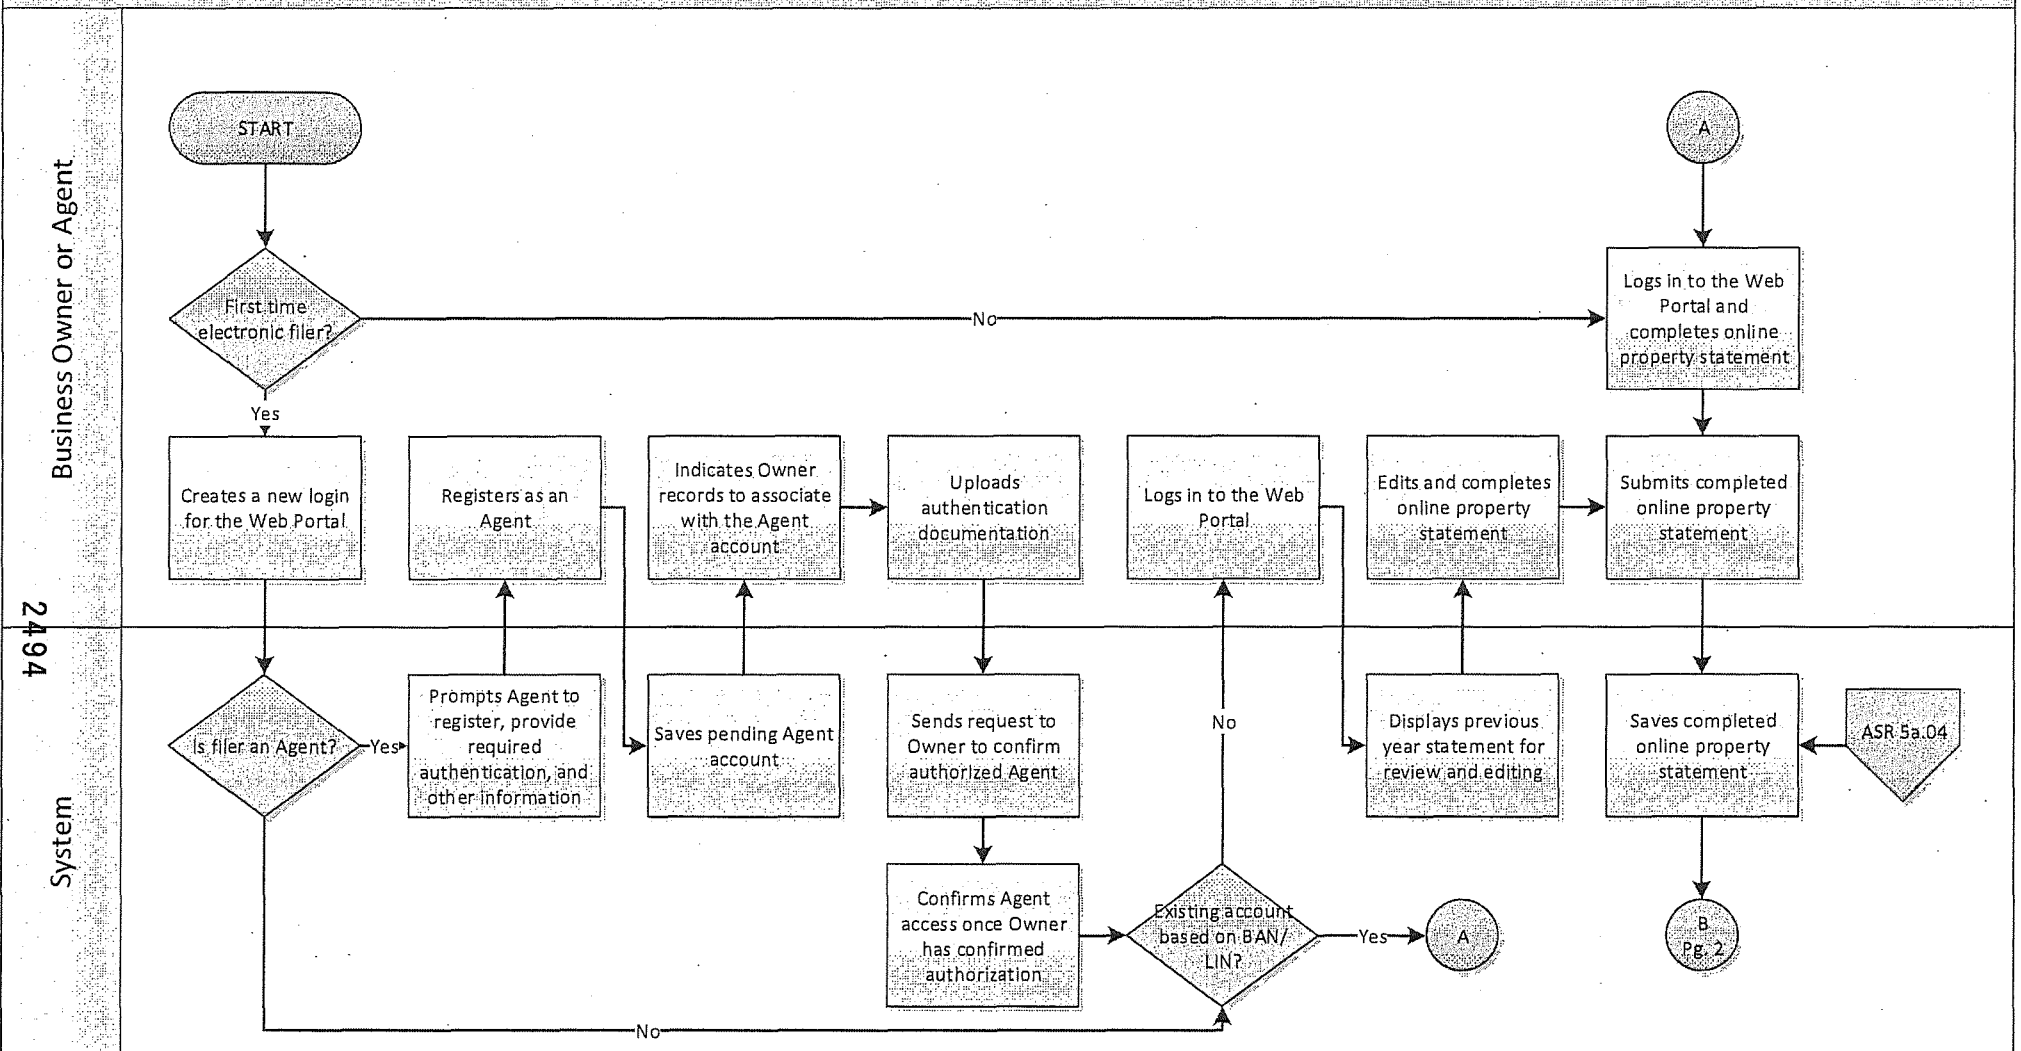 Business Owner or Agent
START
A
First time
electronic filer?
No
Logs in to the Web
Portal and
completes online
property statement
Yes
Creates a new login
for the Web Portal
Registers as an
Agent
Indicates Owner
records to associate
with the Agent
account
Uploads
authentication
documentation
Logs in to the Web
Portal
Edits and completes
online property
statement
Submits completed
online property
statement
2494
System
Is filer an Agent?
Yes
Prompts Agent to
register, provide
required
authentication, and
other information
Saves pending Agent
account
Sends request to
Owner to confirm
authorized Agent
No
Displays previous
year statement for
review and editing
Saves completed
online property
statement
ASR 5a.04
Confirms Agent
access once Owner
has confirmed
authorization
Existing account
based on BAN/
LIN?
Yes
A
B
Pg. 2
No